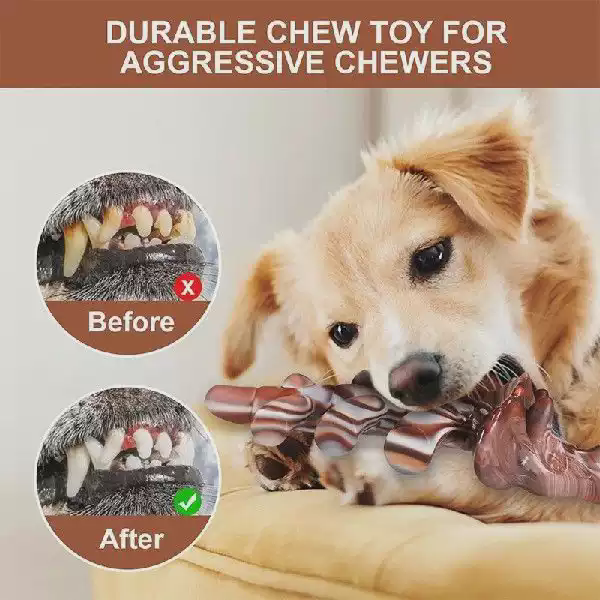 DURABLE CHEW TOY FOR
AGGRESSIVE CHEWERS
X
Before
After